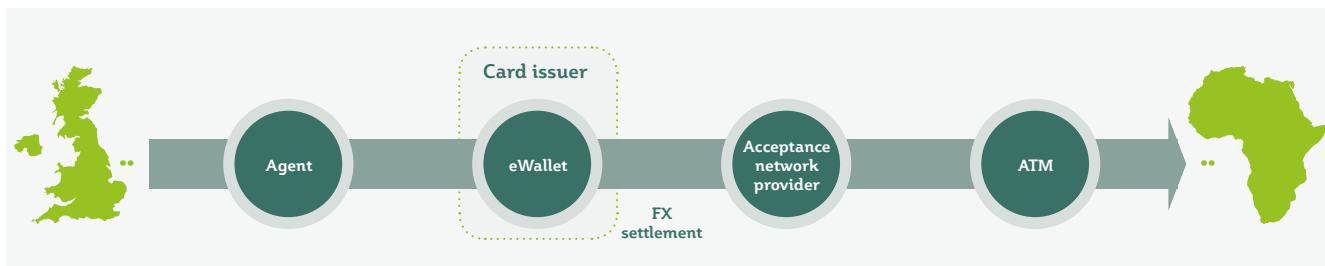 Card issuer
Agent
eWallet
Acceptance
network
provider
ATM
FX
settlement